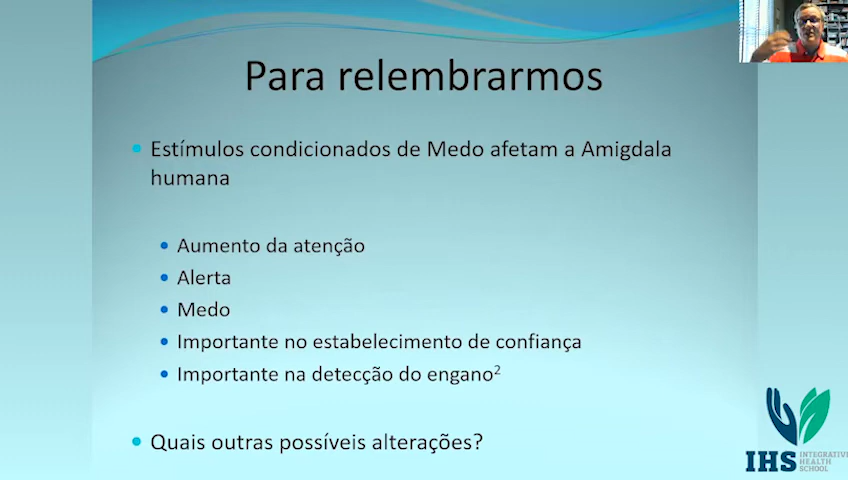 Para relembrarmos
Estímulos condicionados de Medo afetam a Amigdala
humana
Aumento da atenção
Alerta
Medo
Importante no estabelecimento de confiança
Importante na detecção do engano²
Quais outras possíveis alterações?
IHS INTEGRATIVE
HEALTH
SCHOOL